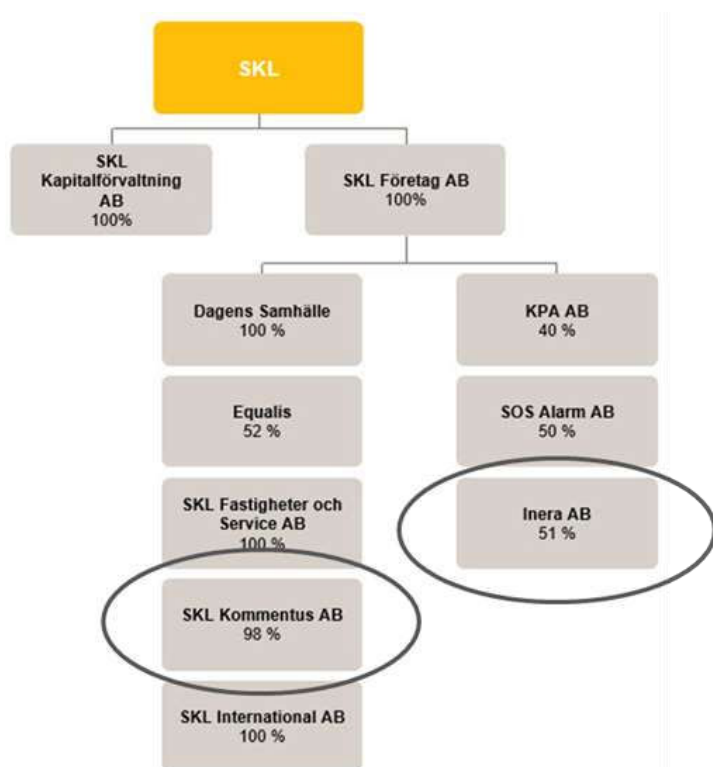 SKL
SKL
Kapitalförvaltning
AB
100%
SKL Företag AB
100%
Dagens Samhälle
100 %
KPA AB
40 %
Equalis
52 %
SOS Alarm AB
50 %
SKL Fastigheter och
Service AB
100 %
Inera AB
51 %
SKL Kommentus AB
98 %
SKL International AB
100 %